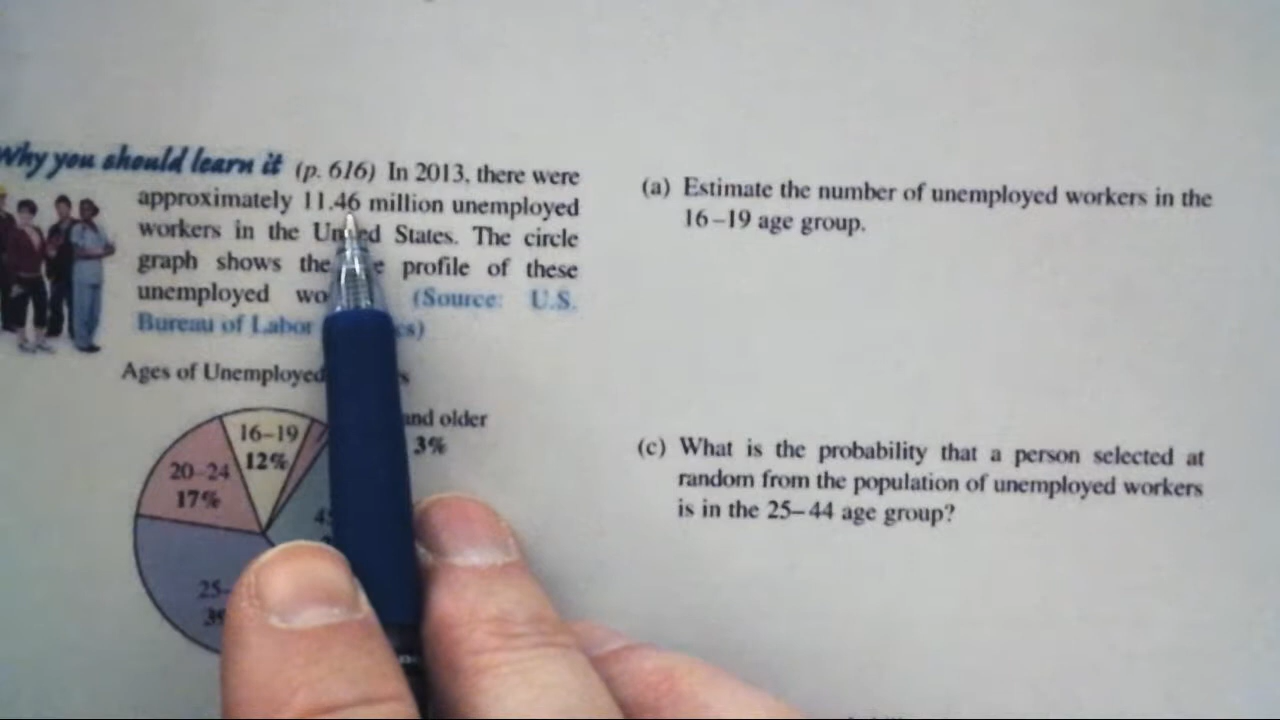 Why you should learn it (p. 616) In 2013, there were
approximately 11.46 million unemployed
workers in the United States. The circle
graph shows the profile of these
unemployed (Source: U.S.
Bureau of Labor
Ages of Unemployed
and older
3%
16–19
12%
20–24
17%
(a) Estimate the number of unemployed workers in the
16–19 age group.
(c) What is the probability that a person selected at
random from the population of unemployed workers
is in the 25–44 age group?